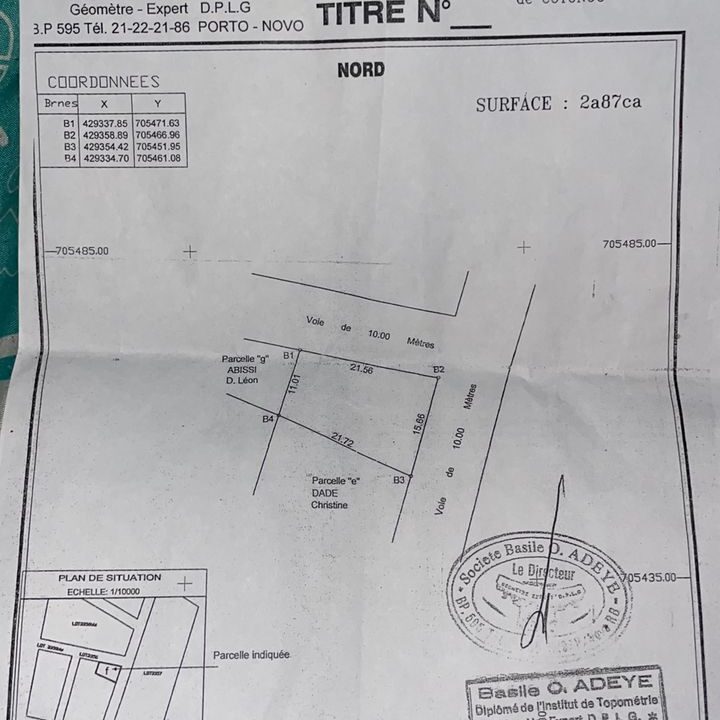 Géomètre - Expert D.P.L.G
B.P 595 Tél. 21-22-21-86 PORTO - NOVO
TITRE N°
NORD
COORDONNEES
Brnes X Y
B1 429337.85 705471.63
B2 429358.89 705466.96
B3 429354.42 705451.95
B4 429334.70 705461.08
SURFACE : 2a87ca
705485.00
705485.00
Voie de 10.00 Mètres
Parcelle "g"
ABISSI
D. Léon
B1
21.56
B2
11.01
15.66
B4
21.72
B3
Voie de 10.00 Mètres
Parcelle "e"
DADE
Christine
705435.00
PLAN DE SITUATION
ECHELLE: 1/10000
f
Parcelle indiquée
Societe Basile O. ADEYE
Le Directeur
Basile O. ADEYE
Diplômé de l'Institut de Topométrie